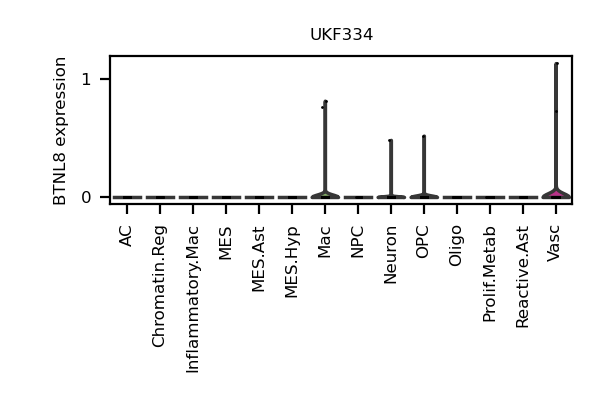 UKF334
BTNL8 expression
1
0
AC
Chromatin.Reg
Inflammatory.Mac
MES
MES.Ast
MES.Hyp
Mac
NPC
Neuron
OPC
Oligo
Prolif.Metab
Reactive.Ast
Vasc